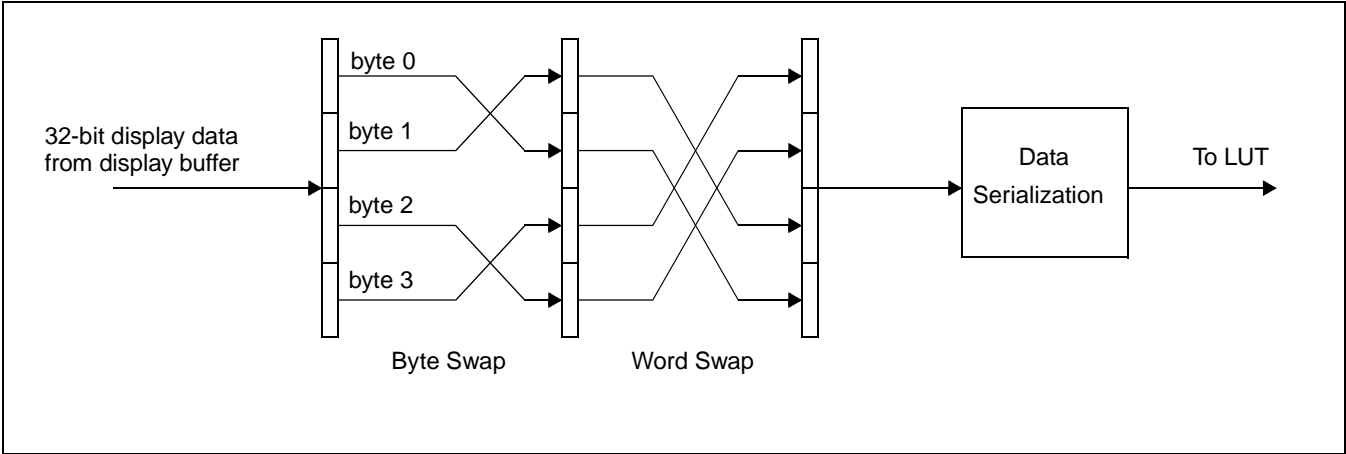 byte 0
byte 1
32-bit display data
from display buffer
byte 2
byte 3
Byte Swap
Word Swap
Data
Serialization
To LUT